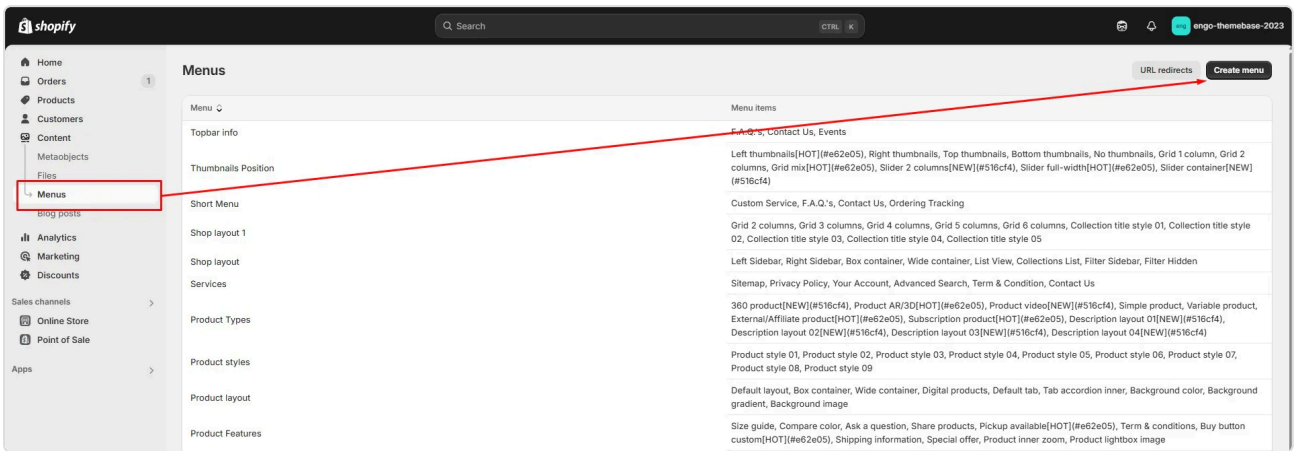 shopify
Search
CTRL K
eng
engo-themebase-2023
Home
Orders 1
Products
Customers
Content
Metaobjects
Files
Menus
Blog posts
Analytics
Marketing
Discounts
Sales channels
Online Store
Point of Sale
Apps
Menus
URL redirects
Create menu
Menu
Menu items
Topbar info
F.A.Q.'s, Contact Us, Events
Thumbnails Position
Left thumbnails[HOT](#e62e05), Right thumbnails, Top thumbnails, Bottom thumbnails, No thumbnails, Grid 1 column, Grid 2
columns, Grid mix[HOT](#e62e05), Slider 2 columns[NEW](#516cf4), Slider full-width[HOT](#e62e05), Slider container[NEW]
(#516cf4)
Short Menu
Custom Service, F.A.Q.'s, Contact Us, Ordering Tracking
Shop layout 1
Grid 2 columns, Grid 3 columns, Grid 4 columns, Grid 5 columns, Grid 6 columns, Collection title style 01, Collection title style
02, Collection title style 03, Collection title style 04, Collection title style 05
Shop layout
Left Sidebar, Right Sidebar, Box container, Wide container, List View, Collections List, Filter Sidebar, Filter Hidden
Services
Sitemap, Privacy Policy, Your Account, Advanced Search, Term & Condition, Contact Us
Product Types
360 product[NEW](#516cf4), Product AR/3D[HOT](#e62e05), Product video[NEW](#516cf4), Simple product, Variable product,
External/Affiliate product[HOT](#e62e05), Subscription product[HOT](#e62e05), Description layout 01[NEW](#516cf4),
Description layout 02[NEW](#516cf4), Description layout 03[NEW](#516cf4), Description layout 04[NEW](#516cf4)
Product styles
Product style 01, Product style 02, Product style 03, Product style 04, Product style 05, Product style 06, Product style 07,
Product style 08, Product style 09
Product layout
Default layout, Box container, Wide container, Digital products, Default tab, Tab accordion inner, Background color, Background
gradient, Background image
Product Features
Size guide, Compare color, Ask a question, Share products, Pickup available[HOT](#e62e05), Term & conditions, Buy button
custom[HOT](#e62e05), Shipping information, Special offer, Product inner zoom, Product lightbox image